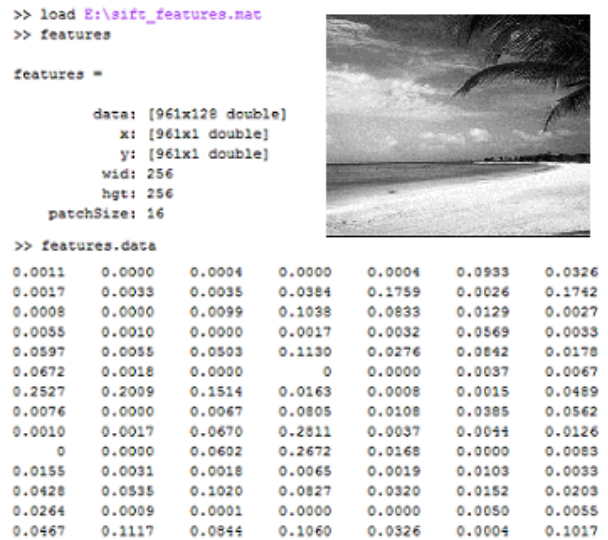 >> load E:\sift_features.mat
>> features
features =
data: [961x128 double]
x: [961x1 double]
y: [961x1 double]
wid: 256
hgt: 256
patchSize: 16
>> features.data
0.0011 0.0000 0.0004 0.0000 0.0004 0.0933 0.0326
0.0017 0.0033 0.0035 0.0384 0.1759 0.0026 0.1742
0.0008 0.0000 0.0099 0.1038 0.0833 0.0129 0.0027
0.0055 0.0010 0.0000 0.0017 0.0032 0.0569 0.0033
0.0597 0.0055 0.0503 0.1130 0.0276 0.0842 0.0178
0.0672 0.0018 0.0000 0 0.0000 0.0037 0.0067
0.2527 0.2009 0.1514 0.0163 0.0008 0.0015 0.0489
0.0076 0.0000 0.0067 0.0805 0.0108 0.0385 0.0562
0.0010 0.0017 0.0670 0.2811 0.0037 0.0044 0.0126
0 0.0000 0.0602 0.2672 0.0168 0.0000 0.0083
0.0155 0.0031 0.0018 0.0065 0.0019 0.0103 0.0033
0.0428 0.0535 0.1020 0.0827 0.0320 0.0152 0.0203
0.0264 0.0009 0.0001 0.0000 0.0000 0.0050 0.0055
0.0467 0.1117 0.0844 0.1060 0.0326 0.0004 0.1017